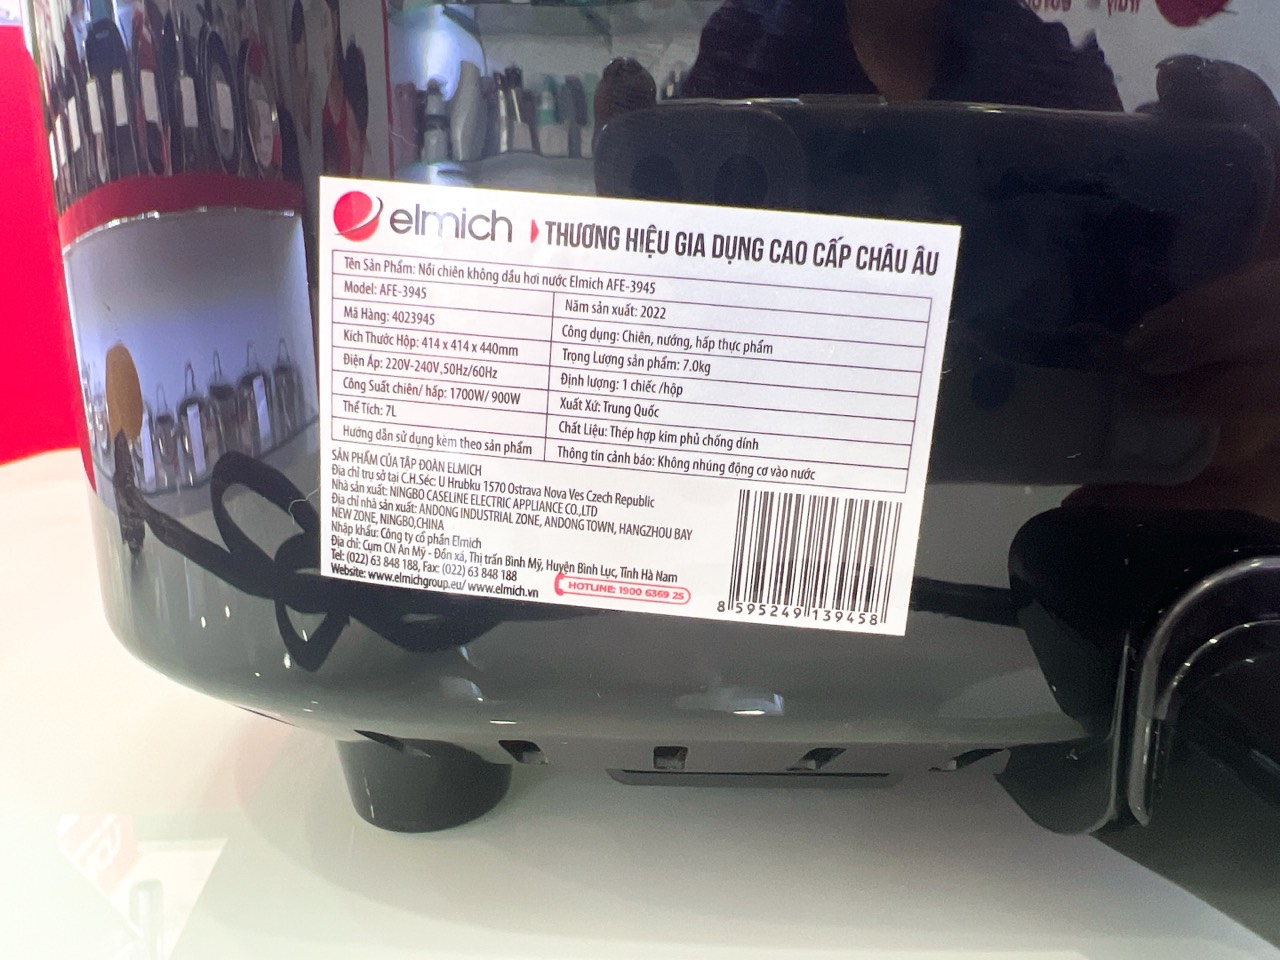 elmich THƯƠNG HIỆU GIA DỤNG CAO CẤP CHÂU ÂU
Tên Sản Phẩm: Nồi chiên không dầu hơi nước Elmich AFE-3945
Model: AFE-3945
Năm sản xuất: 2022
Mã Hàng: 4023945
Công dụng: Chiên, nướng, hấp thực phẩm
Kích Thước Hộp: 414 x 414 x 440mm
Trọng Lượng sản phẩm: 7.0kg
Điện Áp: 220V-240V,50Hz/60Hz
Định lượng: 1 chiếc /hộp
Công Suất chiên/ hấp: 1700W/ 900W
Xuất Xứ: Trung Quốc
Thể Tích: 7L
Chất Liệu: Thép hợp kim phủ chống dính
Hướng dẫn sử dụng kèm theo sản phẩm
Thông tin cảnh báo: Không nhúng động cơ vào nước
SẢN PHẨM CỦA TẬP ĐOÀN ELMICH
Địa chỉ trụ sở tại C.H.Séc: U Hrubku 1570 Ostrava Nova Ves Czech Republic
Nhà sản xuất: NINGBO CASELINE ELECTRIC APPLIANCE CO.,LTD
Địa chỉ nhà sản xuất: ANDONG INDUSTRIAL ZONE, ANDONG TOWN, HANGZHOU BAY
NEW ZONE, NINGBO,CHINA
Nhập khẩu: Công ty cổ phần Elmich
Địa chỉ: Cụm CN An Mỹ - Đồn xá, Thị trấn Bình Mỹ, Huyện Bình Lục, Tỉnh Hà Nam
Tel: (022) 63 848 188, Fax: (022) 63 848 188
Website: www.elmichgroup.eu/ www.elmich.vn
HOTLINE: 1900 6369 25
8 595249 139458